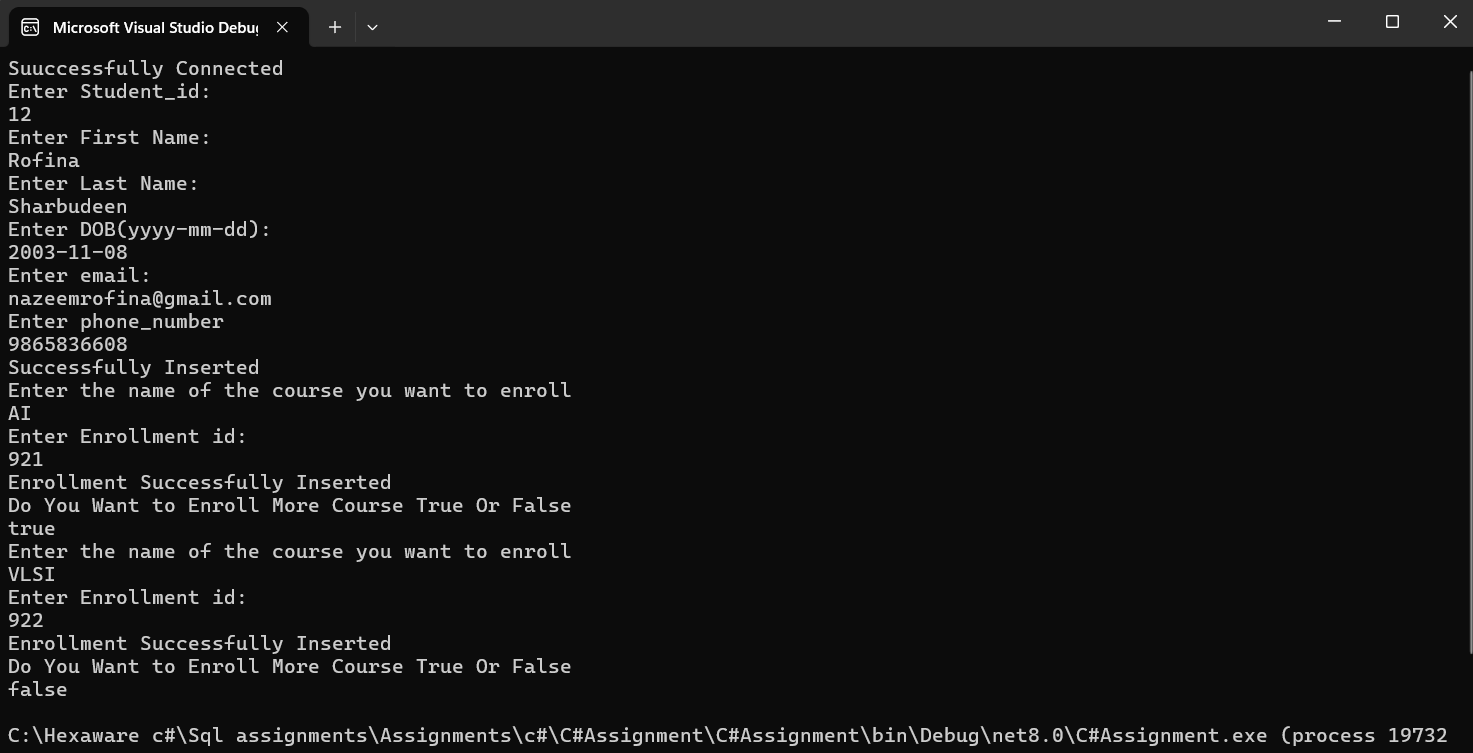 Microsoft Visual Studio Debug
Suuccessfully Connected
Enter Student_id:
12
Enter First Name:
Rofina
Enter Last Name:
Sharbudeen
Enter DOB(yyyy-mm-dd):
2003-11-08
Enter email:
nazeemrofina@gmail.com
Enter phone_number
9865836608
Successfully Inserted
Enter the name of the course you want to enroll
AI
Enter Enrollment id:
921
Enrollment Successfully Inserted
Do You Want to Enroll More Course True Or False
true
Enter the name of the course you want to enroll
VLSI
Enter Enrollment id:
922
Enrollment Successfully Inserted
Do You Want to Enroll More Course True Or False
false
C:\Hexaware c#\Sql assignments\Assignments\c#\C#Assignment\C#Assignment\bin\Debug\net8.0\C#Assignment.exe (process 19732